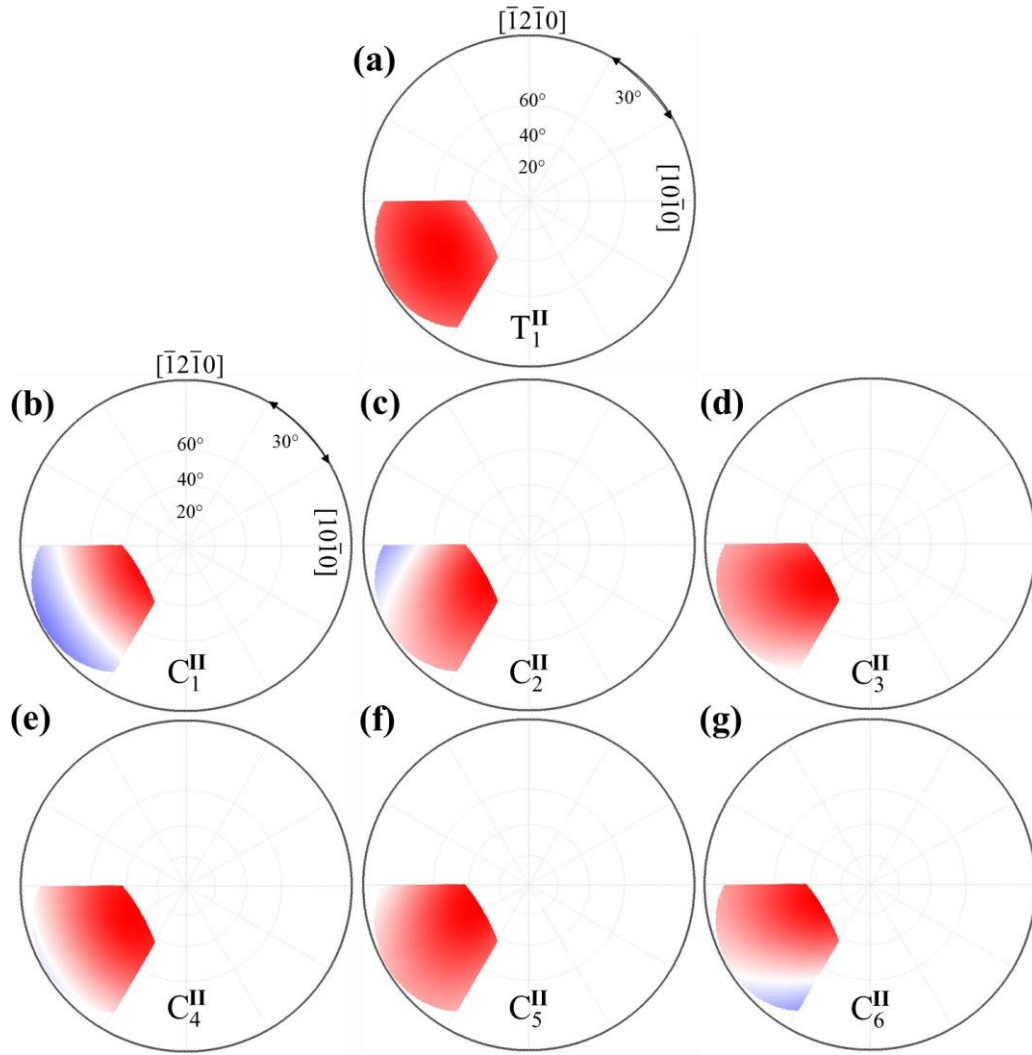 [1̅21̅0]
(a)
60°
30°
40°
20°
[101̅0]
T₁ᴵᴵ
[1̅21̅0]
(b)
(c)
(d)
60°
30°
40°
20°
[101̅0]
C₁ᴵᴵ
C₂ᴵᴵ
C₃ᴵᴵ
(e)
(f)
(g)
C₄ᴵᴵ
C₅ᴵᴵ
C₆ᴵᴵ